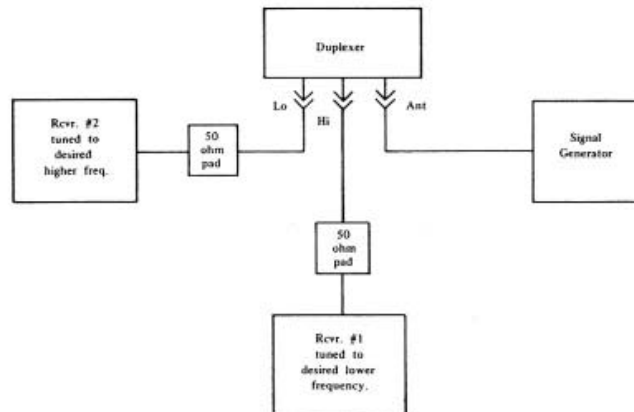 Duplexer
Lo
Hi
Ant
Rcvr. #2
tuned to
desired
higher freq.
50
ohm
pad
Signal
Generator
50
ohm
pad
Rcvr. #1
tuned to
desired lower
frequency.